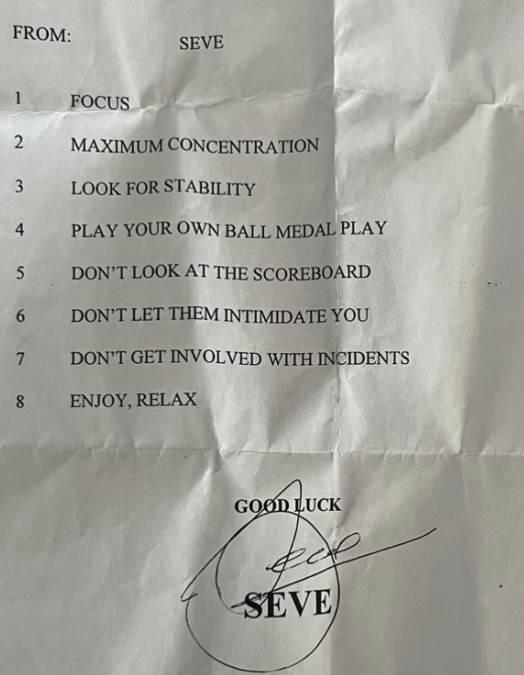 FROM: SEVE
1 FOCUS
2 MAXIMUM CONCENTRATION
3 LOOK FOR STABILITY
4 PLAY YOUR OWN BALL MEDAL PLAY
5 DON'T LOOK AT THE SCOREBOARD
6 DON'T LET THEM INTIMIDATE YOU
7 DON'T GET INVOLVED WITH INCIDENTS
8 ENJOY, RELAX
GOOD LUCK
SEVE